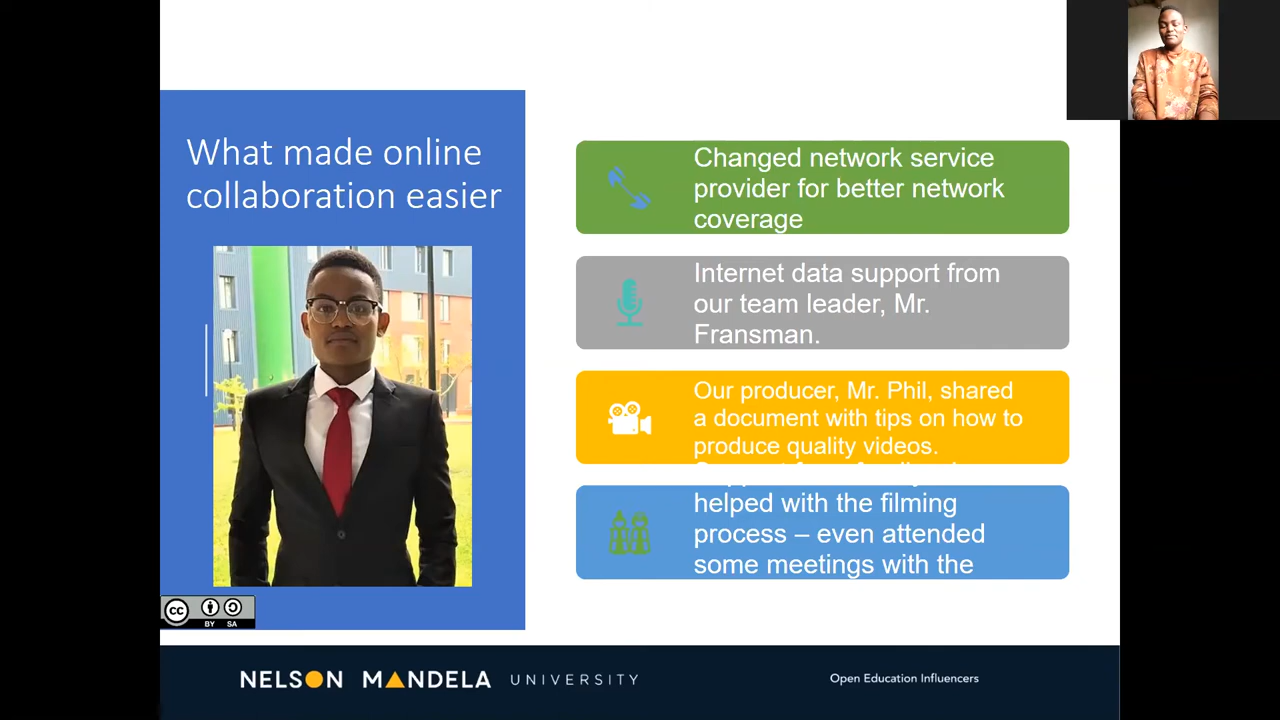 What made online
collaboration easier
Changed network service
provider for better network
coverage
Internet data support from
our team leader, Mr.
Fransman.
Our producer, Mr. Phil, shared
a document with tips on how to
produce quality videos.
helped with the filming
process – even attended
some meetings with the
cc
BY SA
NELSON MANDELA UNIVERSITY
Open Education Influencers